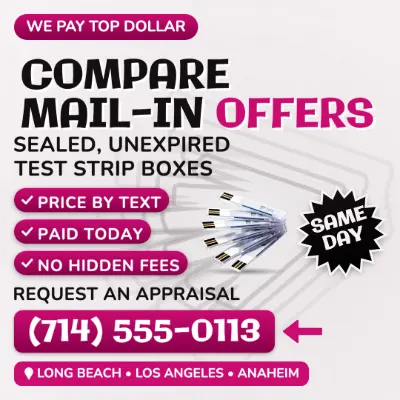 WE PAY TOP DOLLAR
COMPARE
MAIL-IN OFFERS
SEALED, UNEXPIRED
TEST STRIP BOXES
PRICE BY TEXT
PAID TODAY
NO HIDDEN FEES
SAME
DAY
REQUEST AN APPRAISAL
(714) 555-0113
LONG BEACH • LOS ANGELES • ANAHEIM